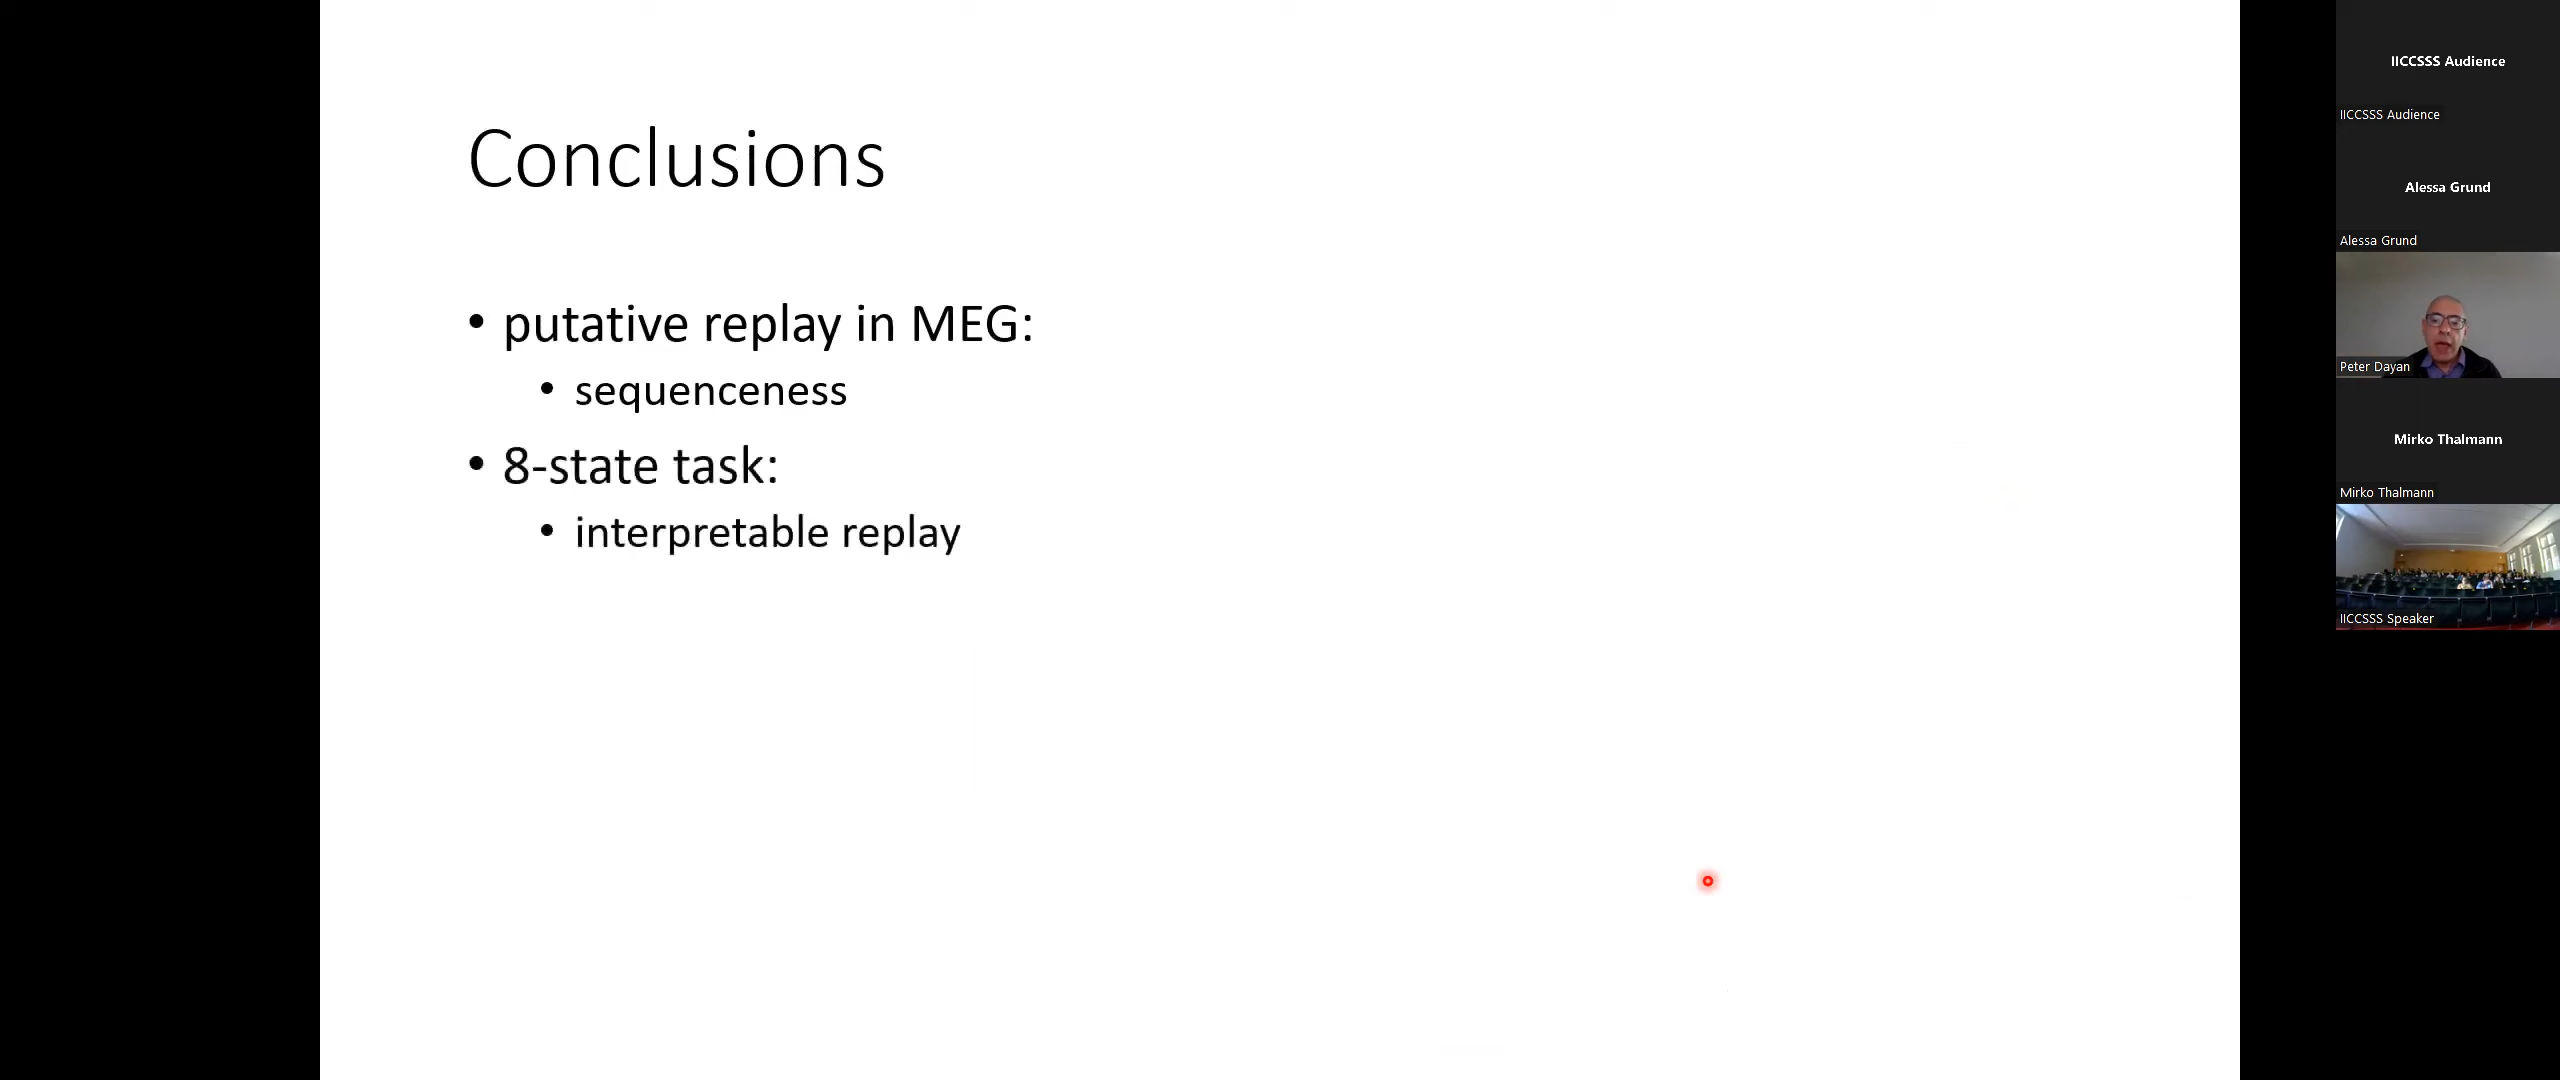 Conclusions
• putative replay in MEG:
• sequenceness
• 8-state task:
• interpretable replay
IICCSSS Audience
IICCSSS Audience
Alessa Grund
Alessa Grund
Peter Dayan
Mirko Thalmann
Mirko Thalmann
IICCSSS Speaker